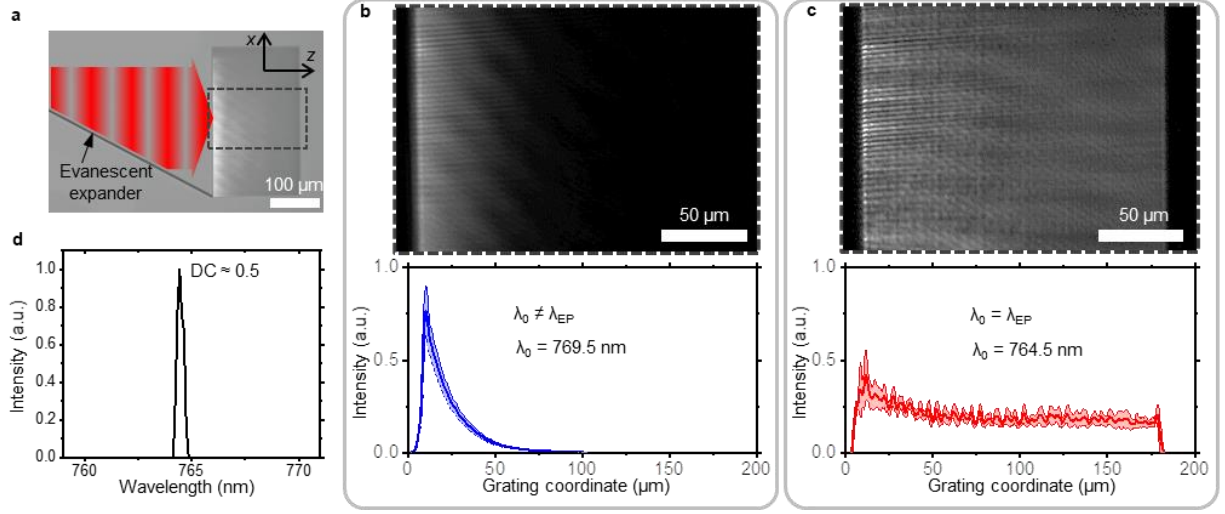 a
x
z
Evanescent
expander
100 µm
b
50 µm
c
50 µm
d
1.0
0.8
0.6
0.4
0.2
0.0
Intensity (a.u.)
DC ≈ 0.5
760
765
770
Wavelength (nm)
1.0
0.5
0.0
Intensity (a.u.)
λ0 ≠ λEP
λ0 = 769.5 nm
0
50
100
150
200
Grating coordinate (µm)
1.0
0.5
0.0
Intensity (a.u.)
λ0 = λEP
λ0 = 764.5 nm
0
50
100
150
200
Grating coordinate (µm)